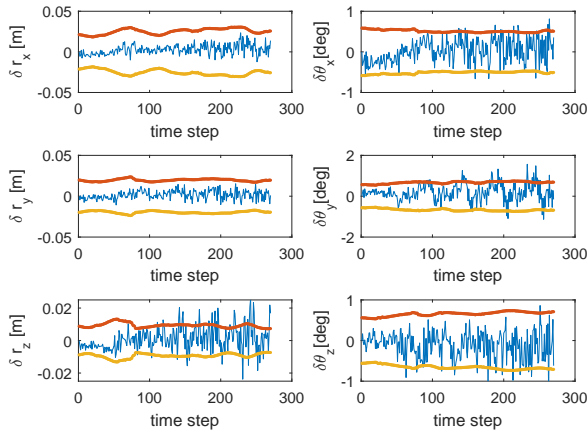 0.05
0
-0.05
δ r_x [m]
0 100 200 300
time step
1
0
-1
δθ_x[deg]
0 100 200 300
time step
0.05
0
-0.05
δ r_y [m]
0 100 200 300
time step
2
0
-2
δθ_y[deg]
0 100 200 300
time step
0.02
0
-0.02
δ r_z [m]
0 100 200 300
time step
1
0
-1
δθ_z[deg]
0 100 200 300
time step